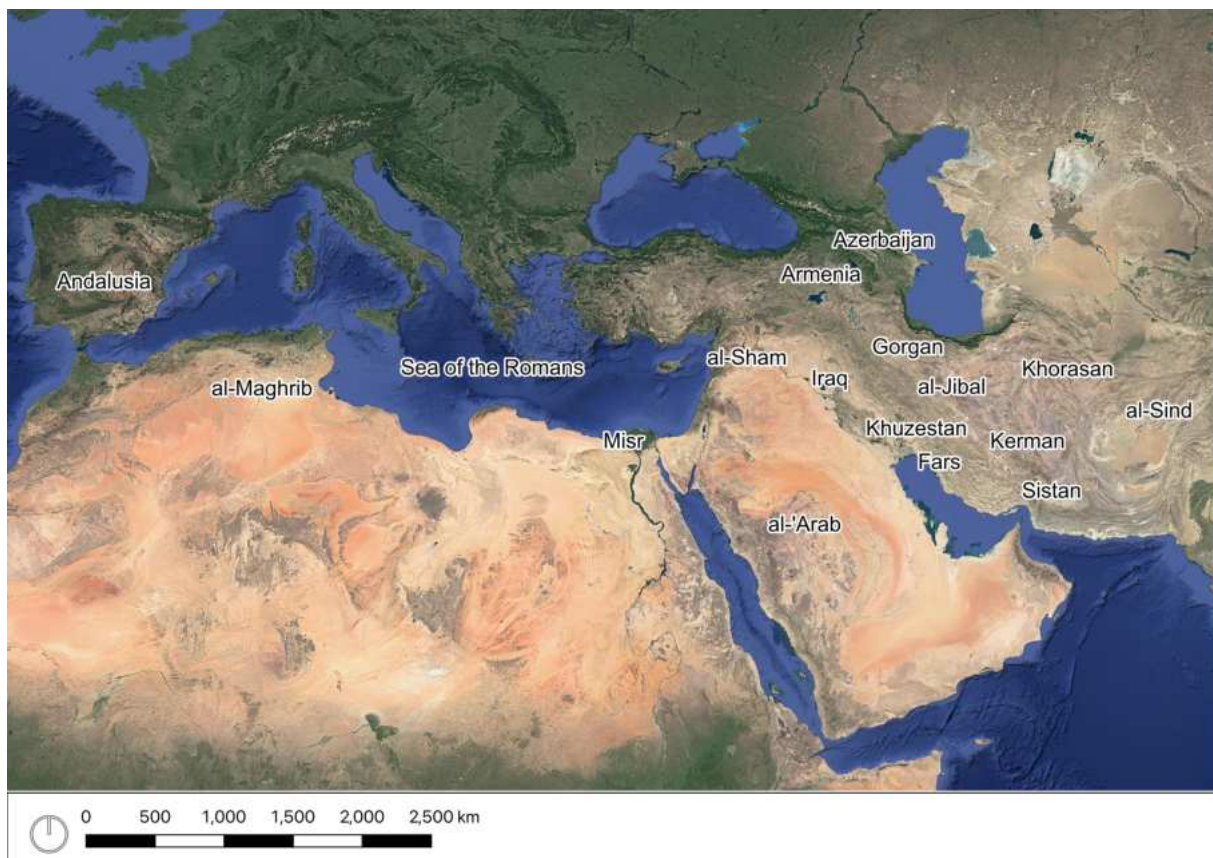 Azerbaijan
Armenia
Andalusia
Gorgan
al-Sham
Sea of the Romans
Khorasan
Iraq
al-Jibal
al-Maghrib
al-Sind
Khuzestan
Misr
Kerman
Fars
Sistan
al-'Arab
0 500 1,000 1,500 2,000 2,500 km